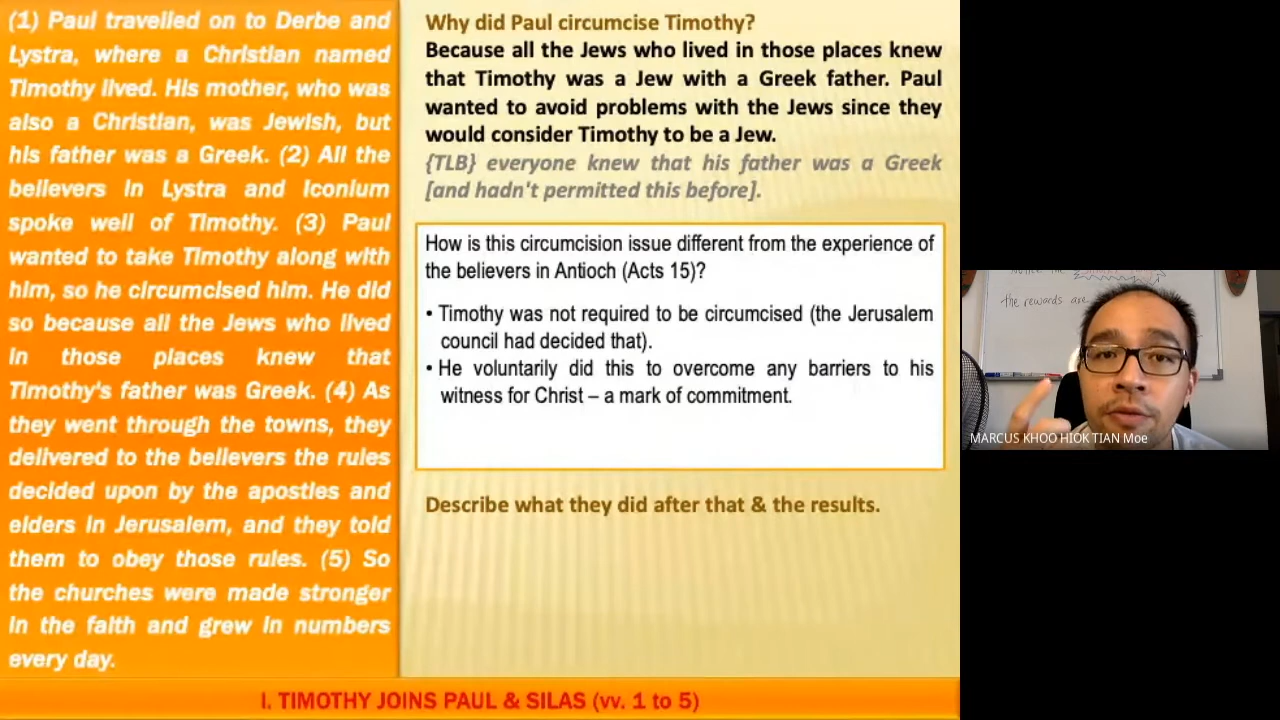 (1) Paul travelled on to Derbe and
Lystra, where a Christian named
Timothy lived. His mother, who was
also a Christian, was Jewish, but
his father was a Greek. (2) All the
believers in Lystra and Iconium
spoke well of Timothy. (3) Paul
wanted to take Timothy along with
him, so he circumcised him. He did
so because all the Jews who lived
in those places knew that
Timothy's father was Greek. (4) As
they went through the towns, they
delivered to the believers the rules
decided upon by the apostles and
elders in Jerusalem, and they told
them to obey those rules. (5) So
the churches were made stronger
in the faith and grew in numbers
every day.
Why did Paul circumcise Timothy?
Because all the Jews who lived in those places knew
that Timothy was a Jew with a Greek father. Paul
wanted to avoid problems with the Jews since they
would consider Timothy to be a Jew.
{TLB} everyone knew that his father was a Greek
[and hadn't permitted this before].
How is this circumcision issue different from the experience of
the believers in Antioch (Acts 15)?
• Timothy was not required to be circumcised (the Jerusalem
council had decided that).
• He voluntarily did this to overcome any barriers to his
witness for Christ – a mark of commitment.
Describe what they did after that & the results.
I. TIMOTHY JOINS PAUL & SILAS (vv. 1 to 5)
the rewards are
MARCUS KHOO HIOK TIAN Moe